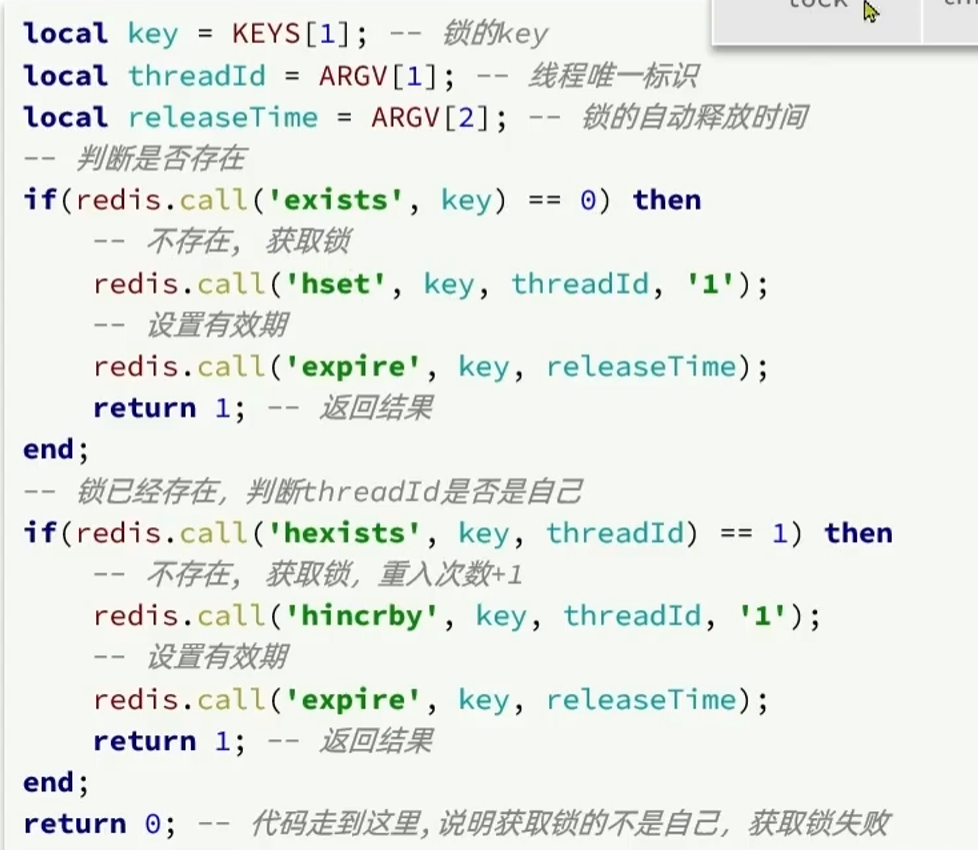 lock
local key = KEYS[1]; -- 锁的key
local threadId = ARGV[1]; -- 线程唯一标识
local releaseTime = ARGV[2]; -- 锁的自动释放时间
-- 判断是否存在
if(redis.call('exists', key) == 0) then
    -- 不存在, 获取锁
    redis.call('hset', key, threadId, '1');
    -- 设置有效期
    redis.call('expire', key, releaseTime);
    return 1; -- 返回结果
end;
-- 锁已经存在，判断threadId是否是自己
if(redis.call('hexists', key, threadId) == 1) then
    -- 不存在, 获取锁，重入次数+1
    redis.call('hincrby', key, threadId, '1');
    -- 设置有效期
    redis.call('expire', key, releaseTime);
    return 1; -- 返回结果
end;
return 0; -- 代码走到这里,说明获取锁的不是自己，获取锁失败